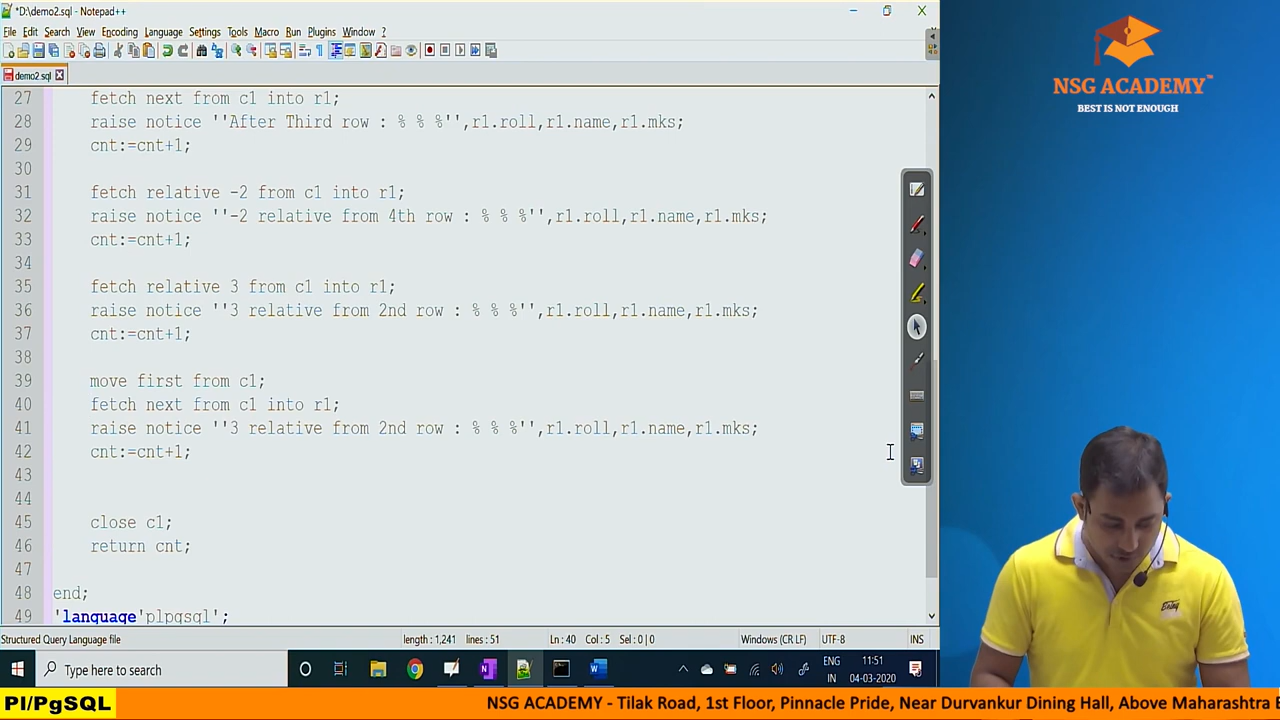 *D:\demo2.sql - Notepad++
File Edit Search View Encoding Language Settings Tools Macro Run Plugins Window ?
demo2.sql
27 fetch next from c1 into r1;
28 raise notice ''After Third row : % % %'',r1.roll,r1.name,r1.mks;
29 cnt:=cnt+1;
30
31 fetch relative -2 from c1 into r1;
32 raise notice ''-2 relative from 4th row : % % %'',r1.roll,r1.name,r1.mks;
33 cnt:=cnt+1;
34
35 fetch relative 3 from c1 into r1;
36 raise notice ''3 relative from 2nd row : % % %'',r1.roll,r1.name,r1.mks;
37 cnt:=cnt+1;
38
39 move first from c1;
40 fetch next from c1 into r1;
41 raise notice ''3 relative from 2nd row : % % %'',r1.roll,r1.name,r1.mks;
42 cnt:=cnt+1;
43
44
45 close c1;
46 return cnt;
47
48 end;
49 'language'plpgsql';
Structured Query Language file length : 1,241 lines : 51 Ln : 40 Col : 5 Sel : 0 | 0 Windows (CR LF) UTF-8 INS
Type here to search
ENG
IN
11:51
04-03-2020
NSG ACADEMY™
BEST IS NOT ENOUGH
Pl/PgSQL
NSG ACADEMY - Tilak Road, 1st Floor, Pinnacle Pride, Near Durvankur Dining Hall, Above Maharashtra